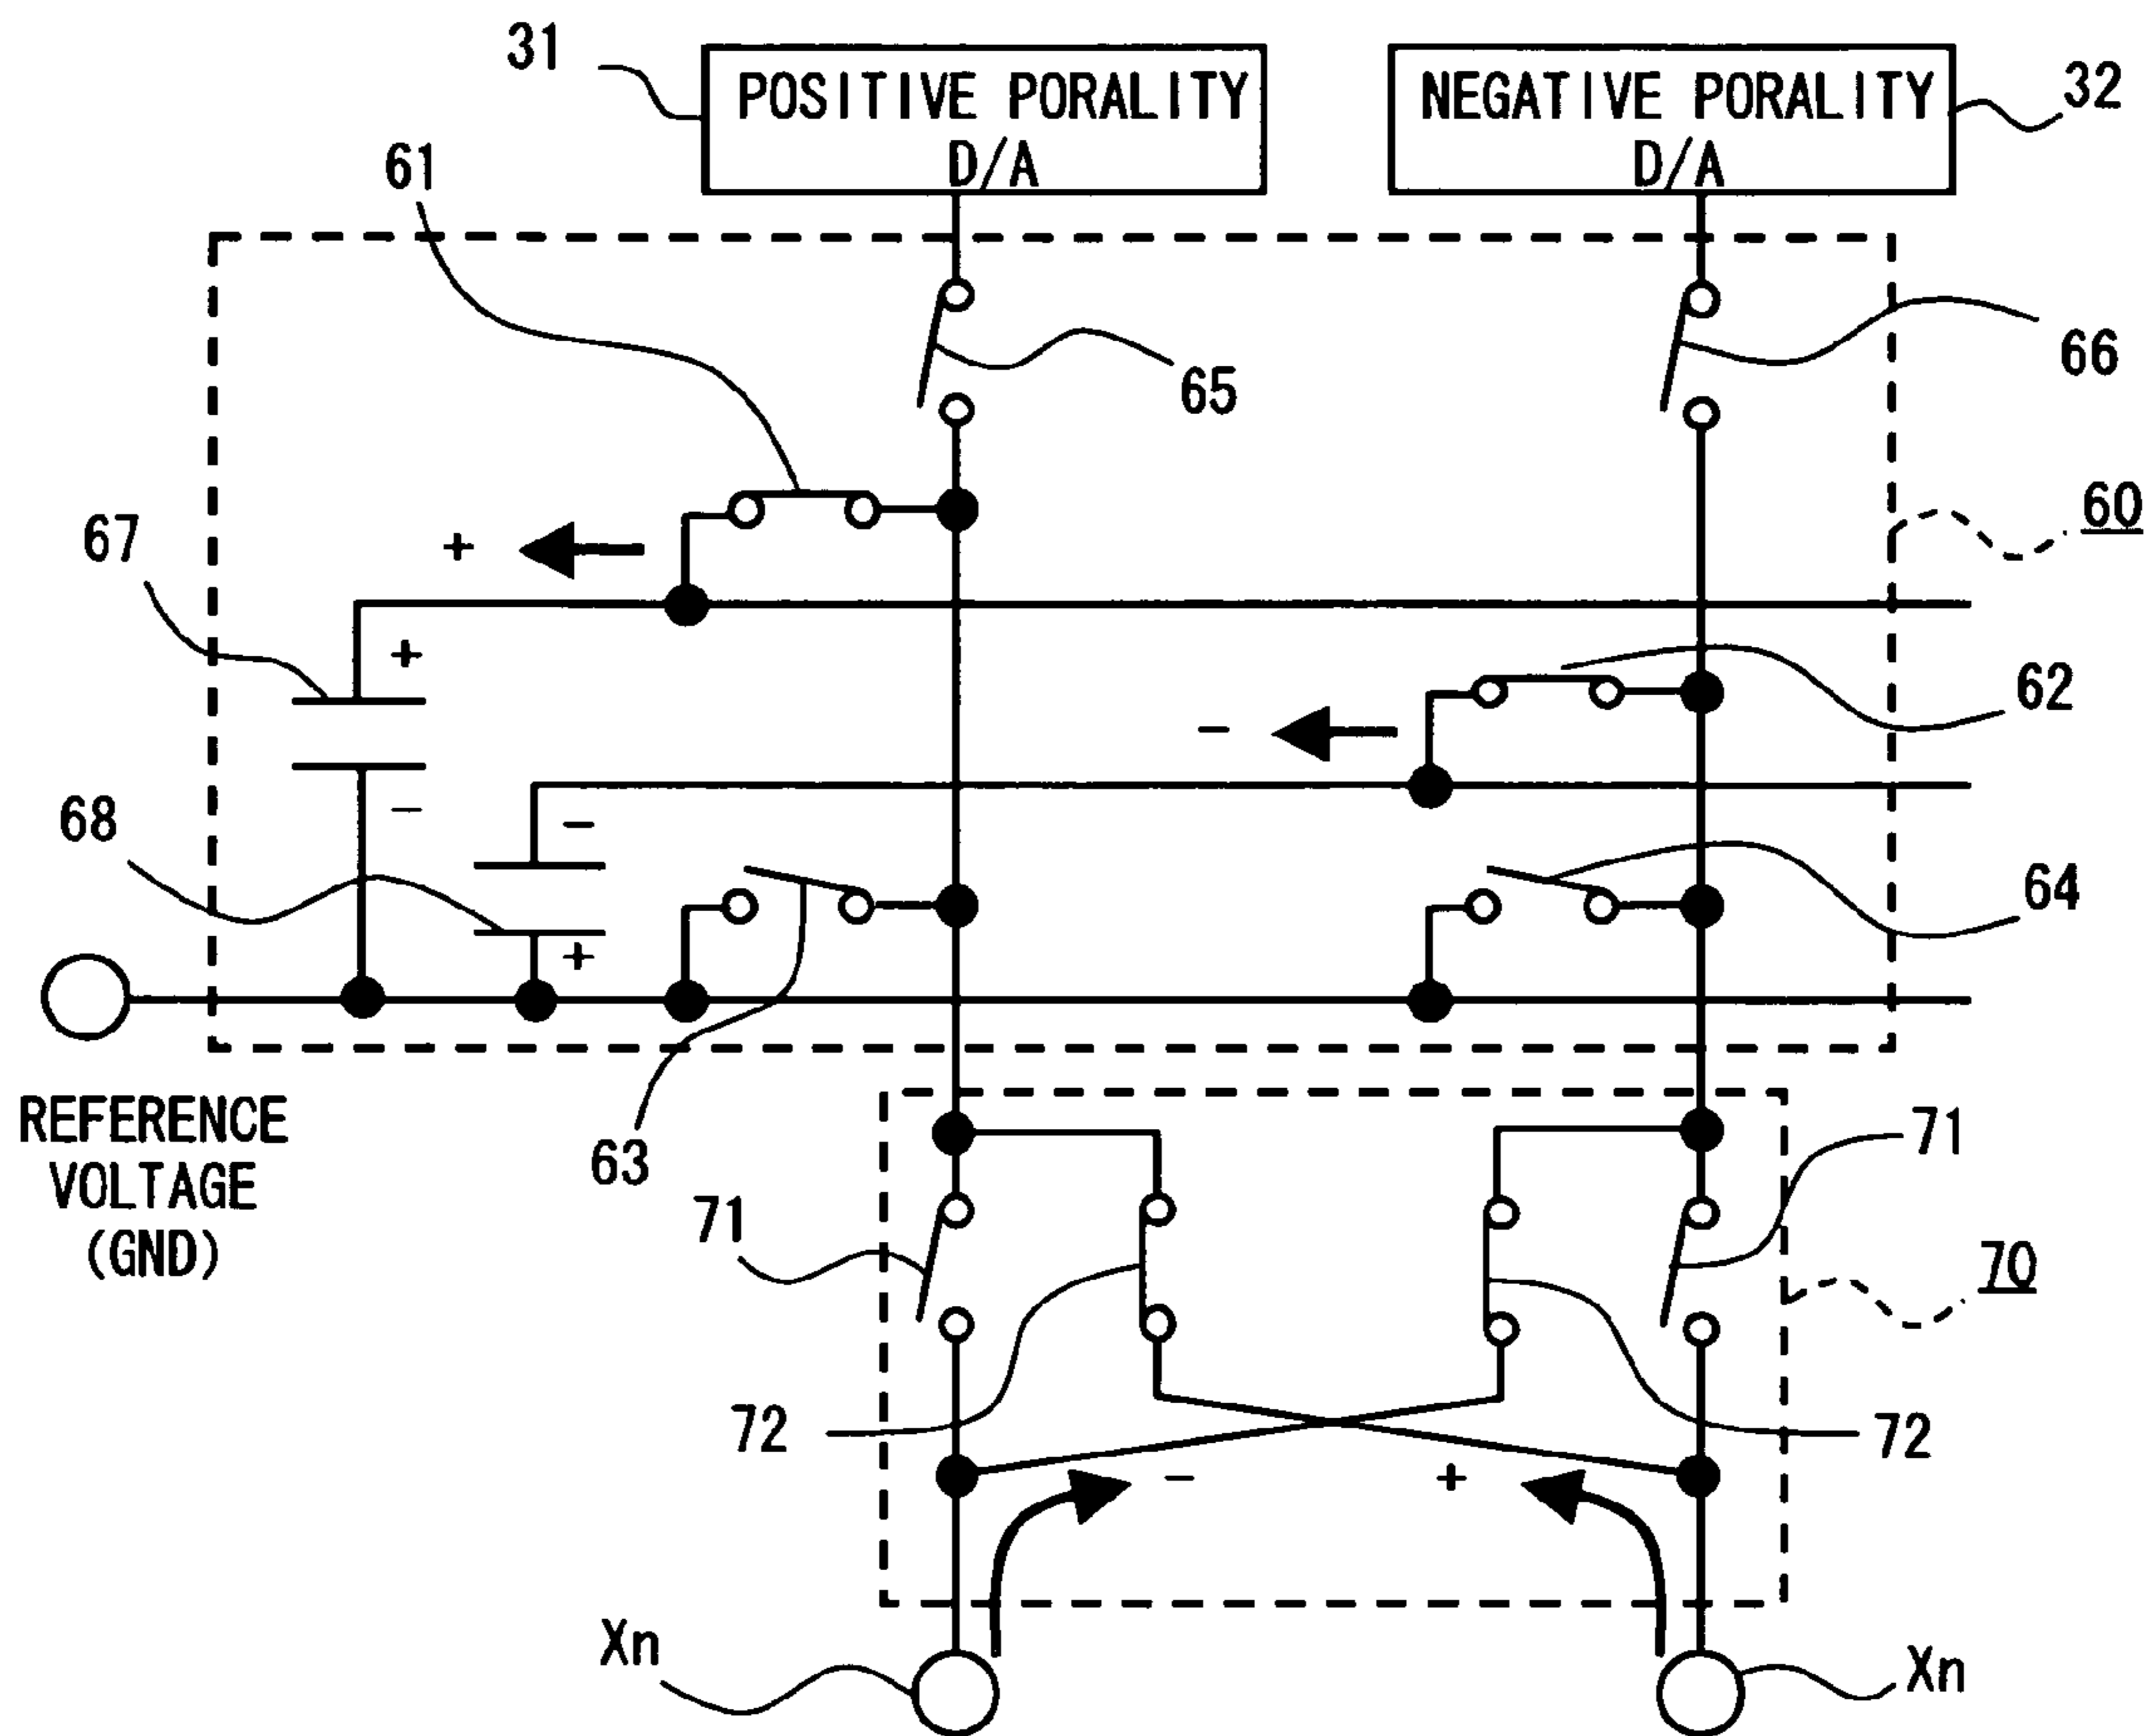 31
POSITIVE PORALITY
D/A
NEGATIVE PORALITY
D/A
32
61
65
66
67
+
60
+
62
-
-
68
-
64
+
REFERENCE
VOLTAGE
(GND)
63
71
71
70
72
72
-
+
Xn
Xn